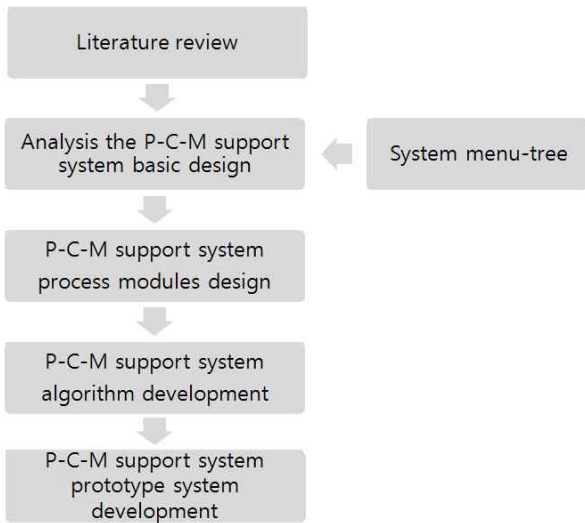 Literature review
Analysis the P-C-M support
system basic design
System menu-tree
P-C-M support system
process modules design
P-C-M support system
algorithm development
P-C-M support system
prototype system
development